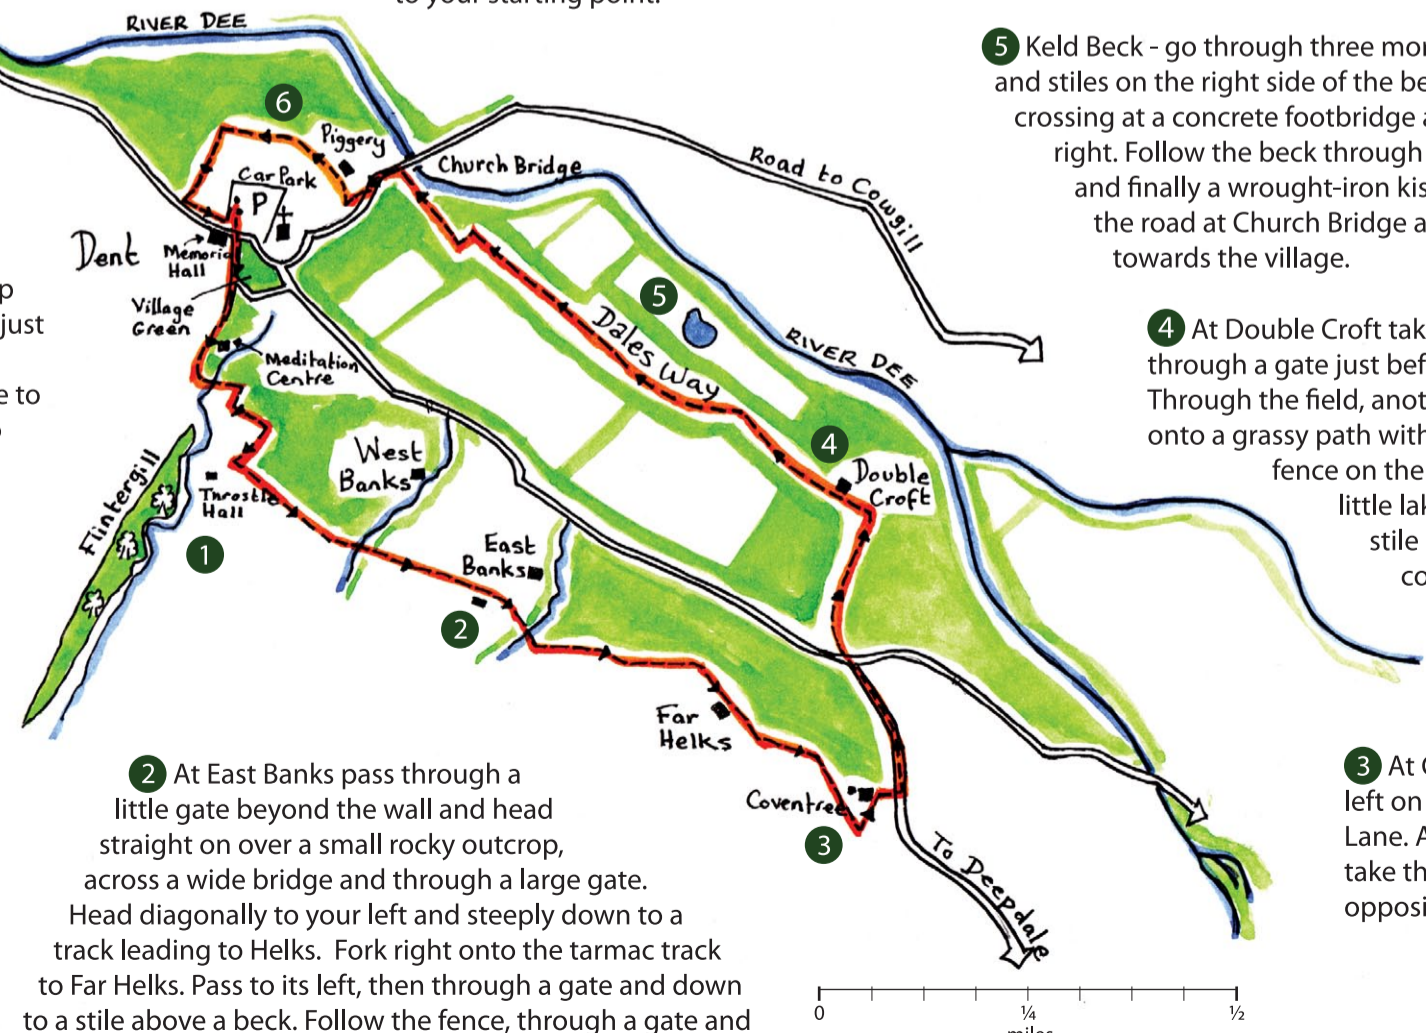 to your starting point.
RIVER DEE
6
Piggery
Car Park
P
Church Bridge
Road to Cowgill
Dent
Memorial
Hall
Village
Green
Meditation
Centre
5
Dales Way
RIVER DEE
4
Double
Croft
West
Banks
Flintergill
Throstle
Hall
1
East
Banks
2
Far
Helks
Coventree
3
To Deepdale
p
just
e to
5 Keld Beck - go through three mor
and stiles on the right side of the be
crossing at a concrete footbridge a
right. Follow the beck through
and finally a wrought-iron kis
the road at Church Bridge a
towards the village.
4 At Double Croft tak
through a gate just bef
Through the field, anot
onto a grassy path with
fence on the
little lak
stile
co
3 At C
left on
Lane. A
take th
opposi
2 At East Banks pass through a
little gate beyond the wall and head
straight on over a small rocky outcrop,
across a wide bridge and through a large gate.
Head diagonally to your left and steeply down to a
track leading to Helks. Fork right onto the tarmac track
to Far Helks. Pass to its left, then through a gate and down
to a stile above a beck. Follow the fence, through a gate and
0 ¼ ½
miles